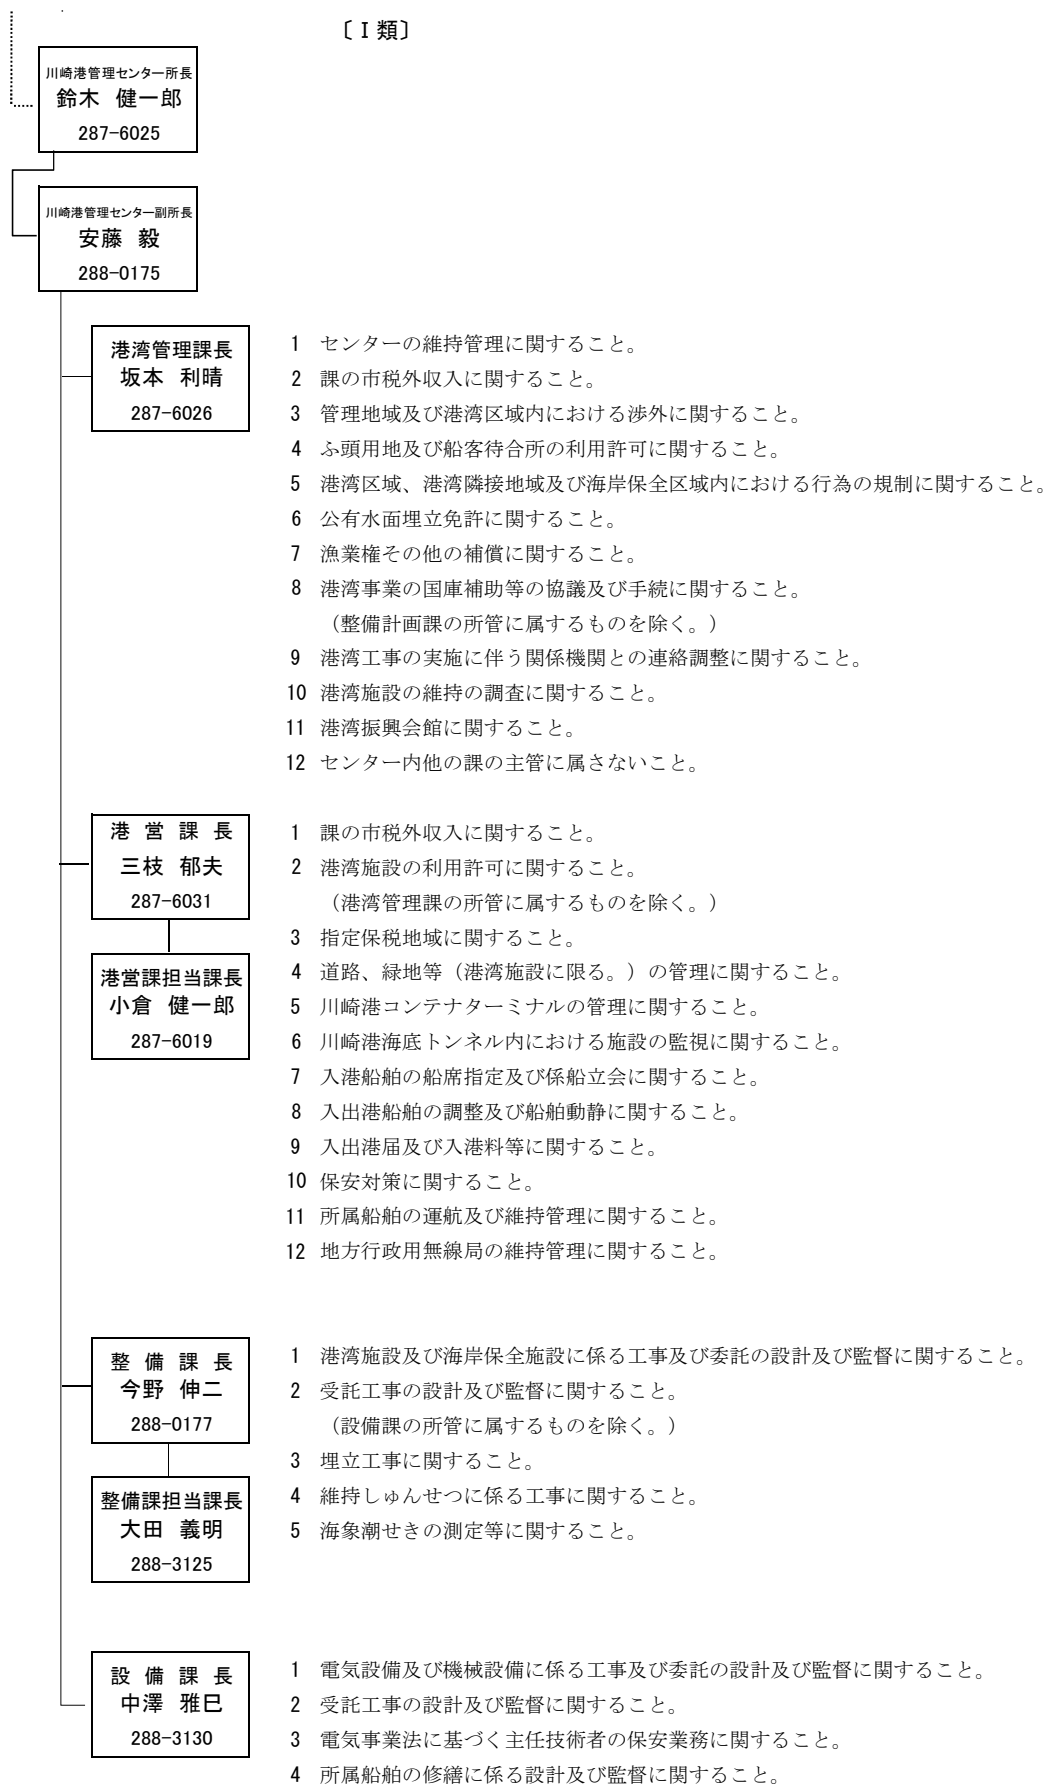 〔Ⅰ類〕
川崎港管理センター所長
鈴木 健一郎
287-6025
川崎港管理センター副所長
安藤 毅
288-0175
港湾管理課長
坂本 利晴
287-6026
1 センターの維持管理に関すること。
2 課の市税外収入に関すること。
3 管理地域及び港湾区域内における渉外に関すること。
4 ふ頭用地及び船客待合所の利用許可に関すること。
5 港湾区域、港湾隣接地域及び海岸保全区域内における行為の規制に関すること。
6 公有水面埋立免許に関すること。
7 漁業権その他の補償に関すること。
8 港湾事業の国庫補助等の協議及び手続に関すること。
（整備計画課の所管に属するものを除く。）
9 港湾工事の実施に伴う関係機関との連絡調整に関すること。
10 港湾施設の維持の調査に関すること。
11 港湾振興会館に関すること。
12 センター内他の課の主管に属さないこと。
港 営 課 長
三枝 郁夫
287-6031
港営課担当課長
小倉 健一郎
287-6019
1 課の市税外収入に関すること。
2 港湾施設の利用許可に関すること。
（港湾管理課の所管に属するものを除く。）
3 指定保税地域に関すること。
4 道路、緑地等（港湾施設に限る。）の管理に関すること。
5 川崎港コンテナターミナルの管理に関すること。
6 川崎港海底トンネル内における施設の監視に関すること。
7 入港船舶の船席指定及び係船立会に関すること。
8 入出港船舶の調整及び船舶動静に関すること。
9 入出港届及び入港料等に関すること。
10 保安対策に関すること。
11 所属船舶の運航及び維持管理に関すること。
12 地方行政用無線局の維持管理に関すること。
整 備 課 長
今野 伸二
288-0177
整備課担当課長
大田 義明
288-3125
1 港湾施設及び海岸保全施設に係る工事及び委託の設計及び監督に関すること。
2 受託工事の設計及び監督に関すること。
（設備課の所管に属するものを除く。）
3 埋立工事に関すること。
4 維持しゅんせつに係る工事に関すること。
5 海象潮せきの測定等に関すること。
設 備 課 長
中澤 雅巳
288-3130
1 電気設備及び機械設備に係る工事及び委託の設計及び監督に関すること。
2 受託工事の設計及び監督に関すること。
3 電気事業法に基づく主任技術者の保安業務に関すること。
4 所属船舶の修繕に係る設計及び監督に関すること。